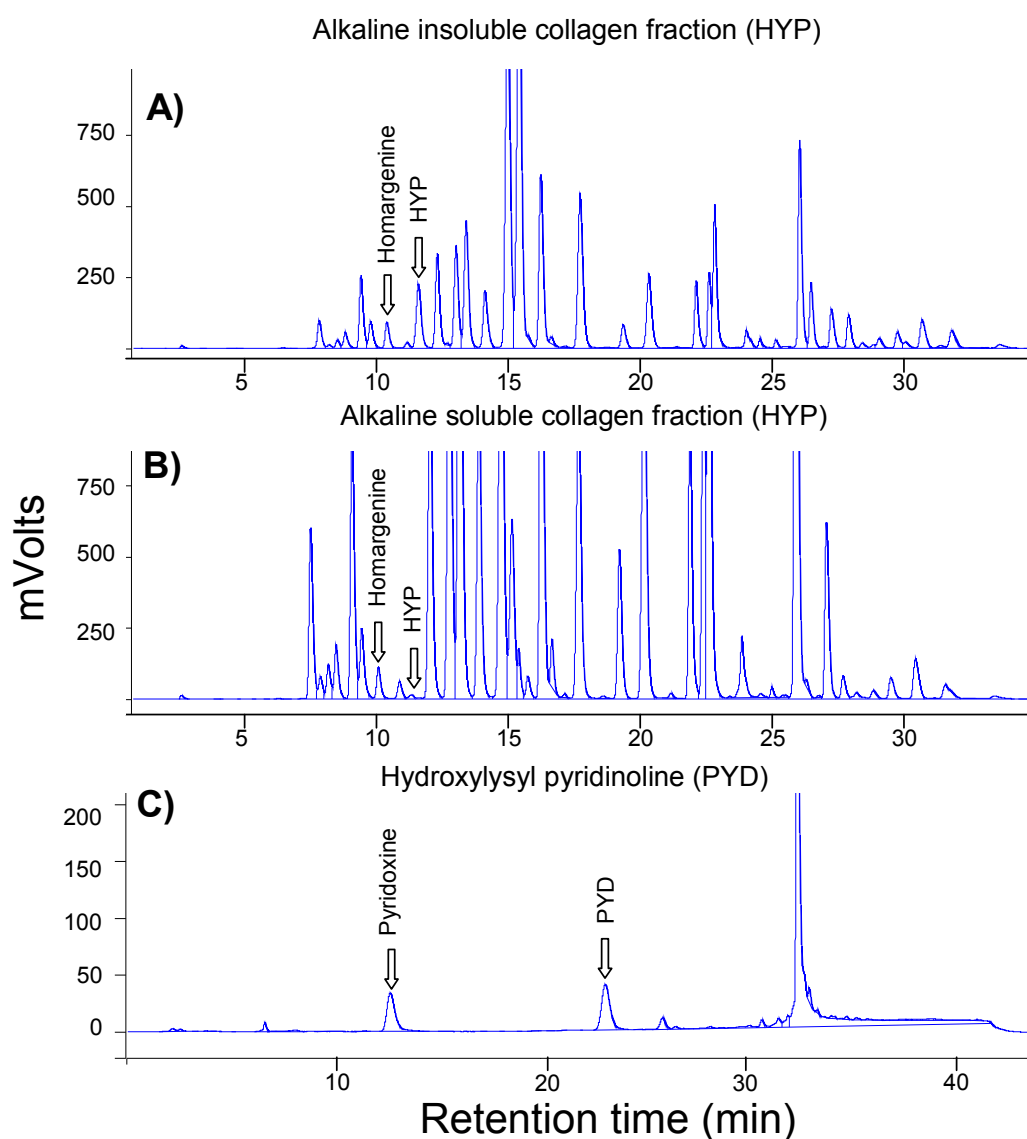 Alkaline insoluble collagen fraction (HYP)
A)
750
500
250
Homargenine
HYP
5 10 15 20 25 30
Alkaline soluble collagen fraction (HYP)
B)
750
500
250
Homargenine
HYP
mVolts
5 10 15 20 25 30
Hydroxylysyl pyridinoline (PYD)
C)
200
150
100
50
0
Pyridoxine
PYD
10 20 30 40
Retention time (min)